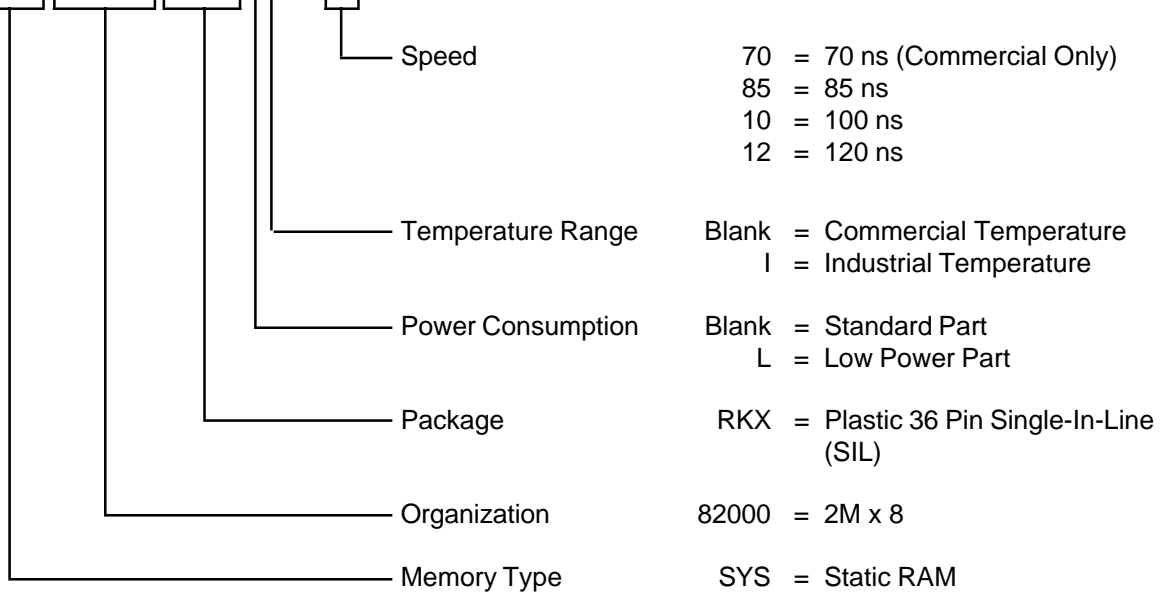 Speed 70 = 70 ns (Commercial Only)
85 = 85 ns
10 = 100 ns
12 = 120 ns
Temperature Range Blank = Commercial Temperature
I = Industrial Temperature
Power Consumption Blank = Standard Part
L = Low Power Part
Package RKX = Plastic 36 Pin Single-In-Line
(SIL)
Organization 82000 = 2M x 8
Memory Type SYS = Static RAM